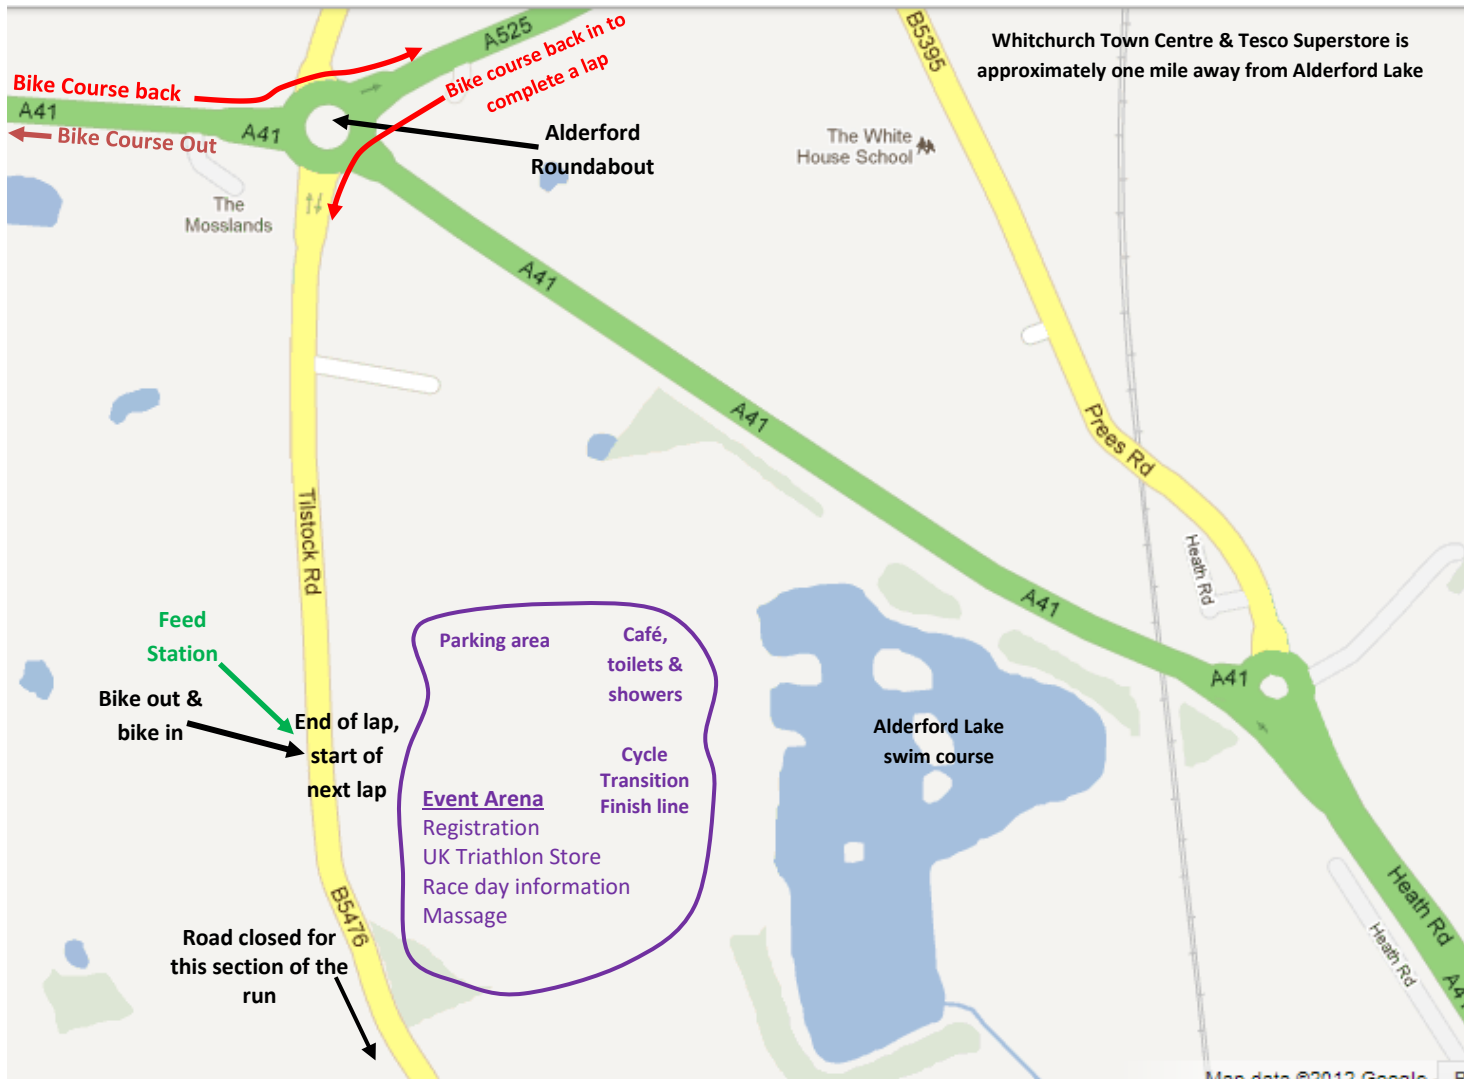 A525
B5395
Whitchurch Town Centre & Tesco Superstore is
approximately one mile away from Alderford Lake
Bike course back in to
complete a lap
Bike Course back
A41
A41
Bike Course Out
Alderford
Roundabout
The White
House School
The
Mosslands
A41
A41
Prees Rd
Tilstock Rd
Heath Rd
A41
Feed
Station
Bike out &
bike in
End of lap,
start of
next lap
Parking area
Café,
toilets &
showers
Cycle
Transition
Finish line
Event Arena
Registration
UK Triathlon Store
Race day information
Massage
Alderford Lake
swim course
A41
B5476
Road closed for
this section of the
run
Heath Rd
Heath Rd
Map data ©2012 Google